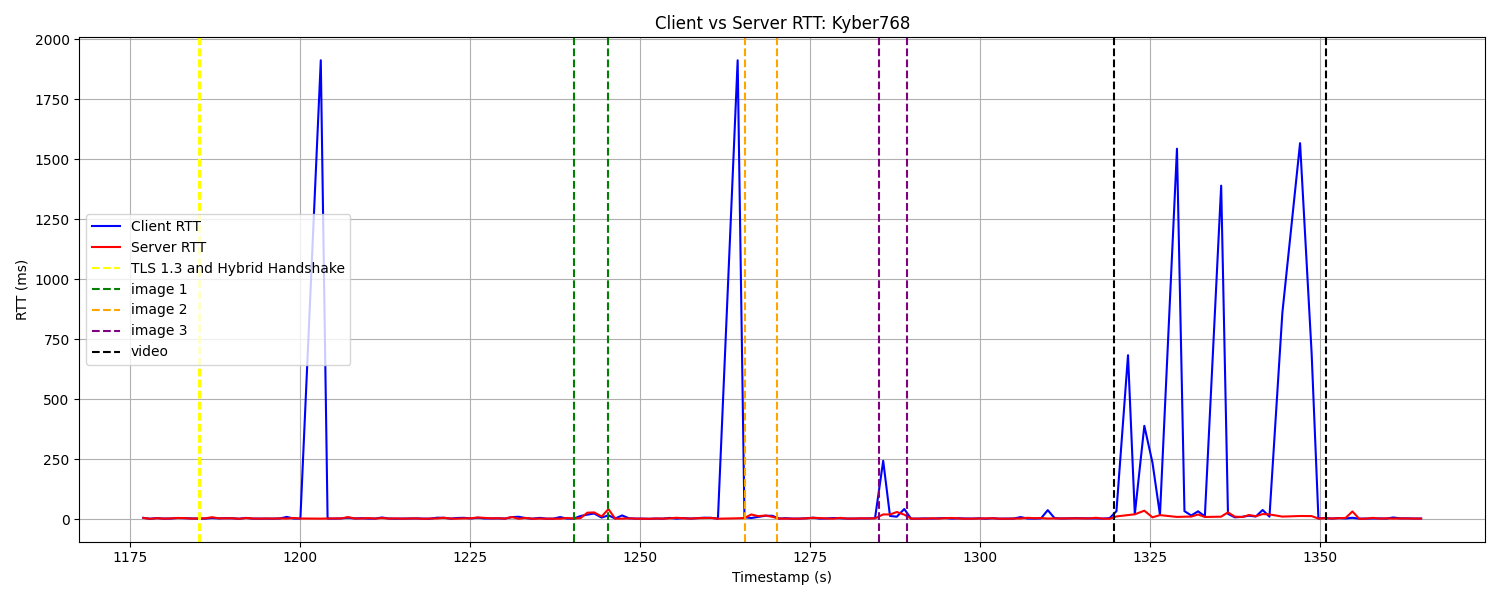 Client vs Server RTT: Kyber768
RTT (ms)
2000
1750
1500
1250
1000
750
500
250
0
Client RTT
Server RTT
TLS 1.3 and Hybrid Handshake
image 1
image 2
image 3
video
1175 1200 1225 1250 1275 1300 1325 1350
Timestamp (s)